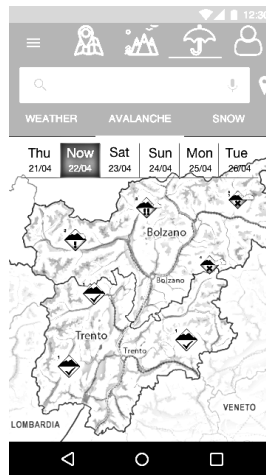 12:30
WEATHER AVALANCHE SNOW
Thu Now Sat Sun Mon Tue
21/04 22/04 23/04 24/04 25/04 26/04
Bolzano
Bolzano
Trento
Trento
VENETO
LOMBARDIA